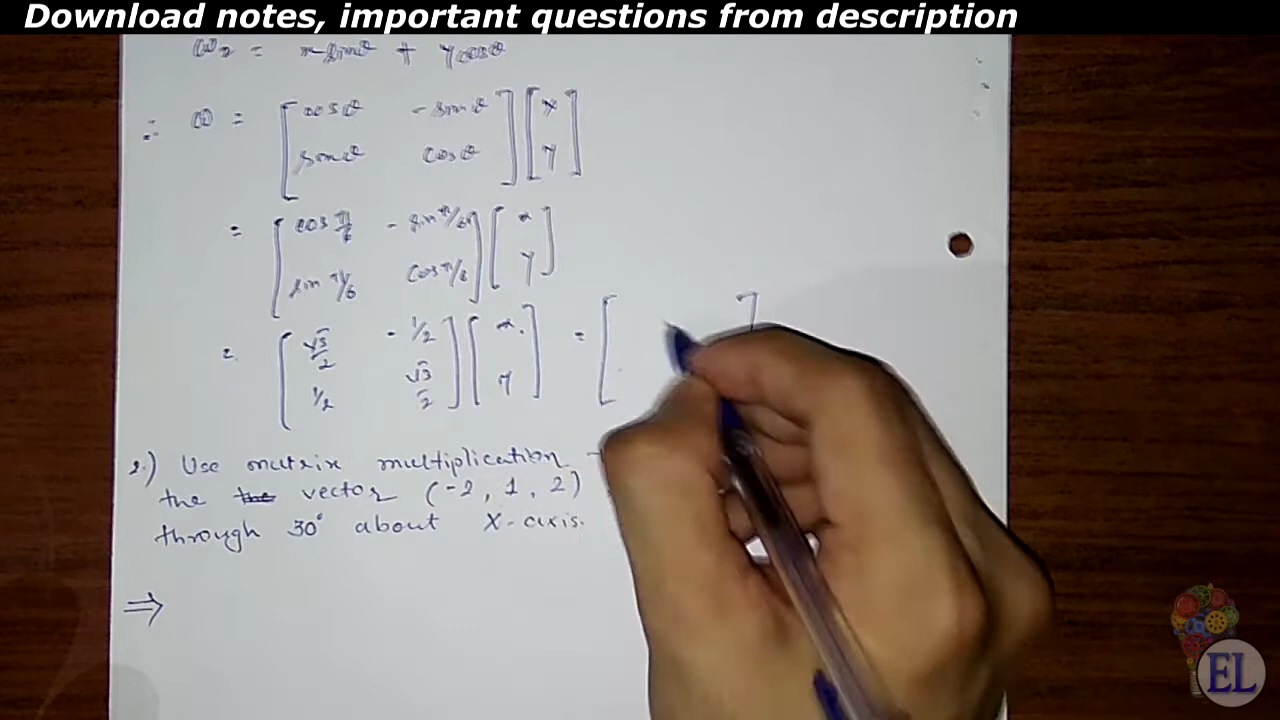 Download notes, important questions from description
ω₂ = x sinθ + y cosθ
∴ ω = [ cosθ - sinθ ] [ x ]
[ sinθ cosθ ] [ y ]
= [ cos π/6 - sin π/6 ] [ x ]
[ sin π/6 cos π/6 ] [ y ]
= [ √3/2 - 1/2 ] [ x ] = [ ]
[ 1/2 √3/2 ] [ y ]
2.) Use matrix multiplication
the the vector (-2, 1, 2)
through 30° about X-axis.
⇒
EL